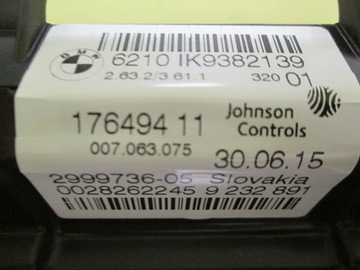 BMW
6210 IK9382139
2.63.2/3.61.1
320 01
176494 11
Johnson
Controls
007.063.075
30.06.15
2999736-05 Slovakia
0028262245 9 232 891